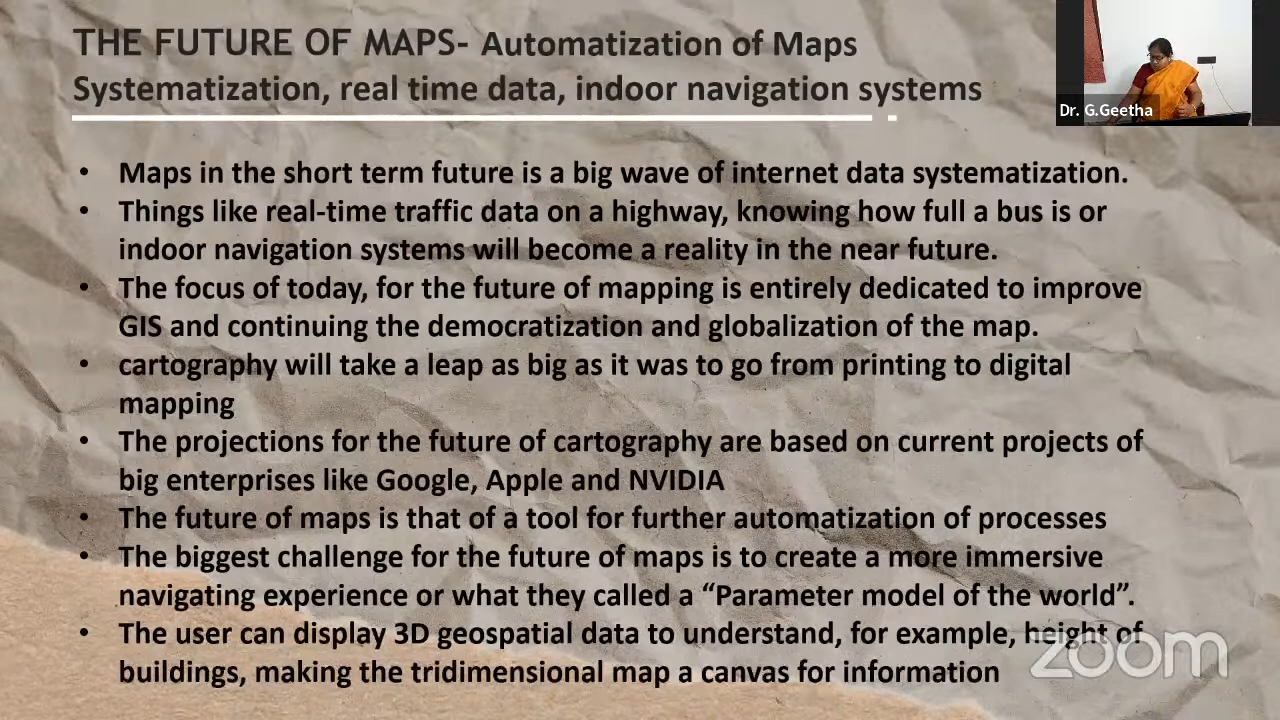 THE FUTURE OF MAPS- Automatization of Maps
Systematization, real time data, indoor navigation systems
Dr. G.Geetha
• Maps in the short term future is a big wave of internet data systematization.
• Things like real-time traffic data on a highway, knowing how full a bus is or
indoor navigation systems will become a reality in the near future.
• The focus of today, for the future of mapping is entirely dedicated to improve
GIS and continuing the democratization and globalization of the map.
• cartography will take a leap as big as it was to go from printing to digital
mapping
• The projections for the future of cartography are based on current projects of
big enterprises like Google, Apple and NVIDIA
• The future of maps is that of a tool for further automatization of processes
• The biggest challenge for the future of maps is to create a more immersive
navigating experience or what they called a “Parameter model of the world”.
• The user can display 3D geospatial data to understand, for example, height of
buildings, making the tridimensional map a canvas for information
zoom